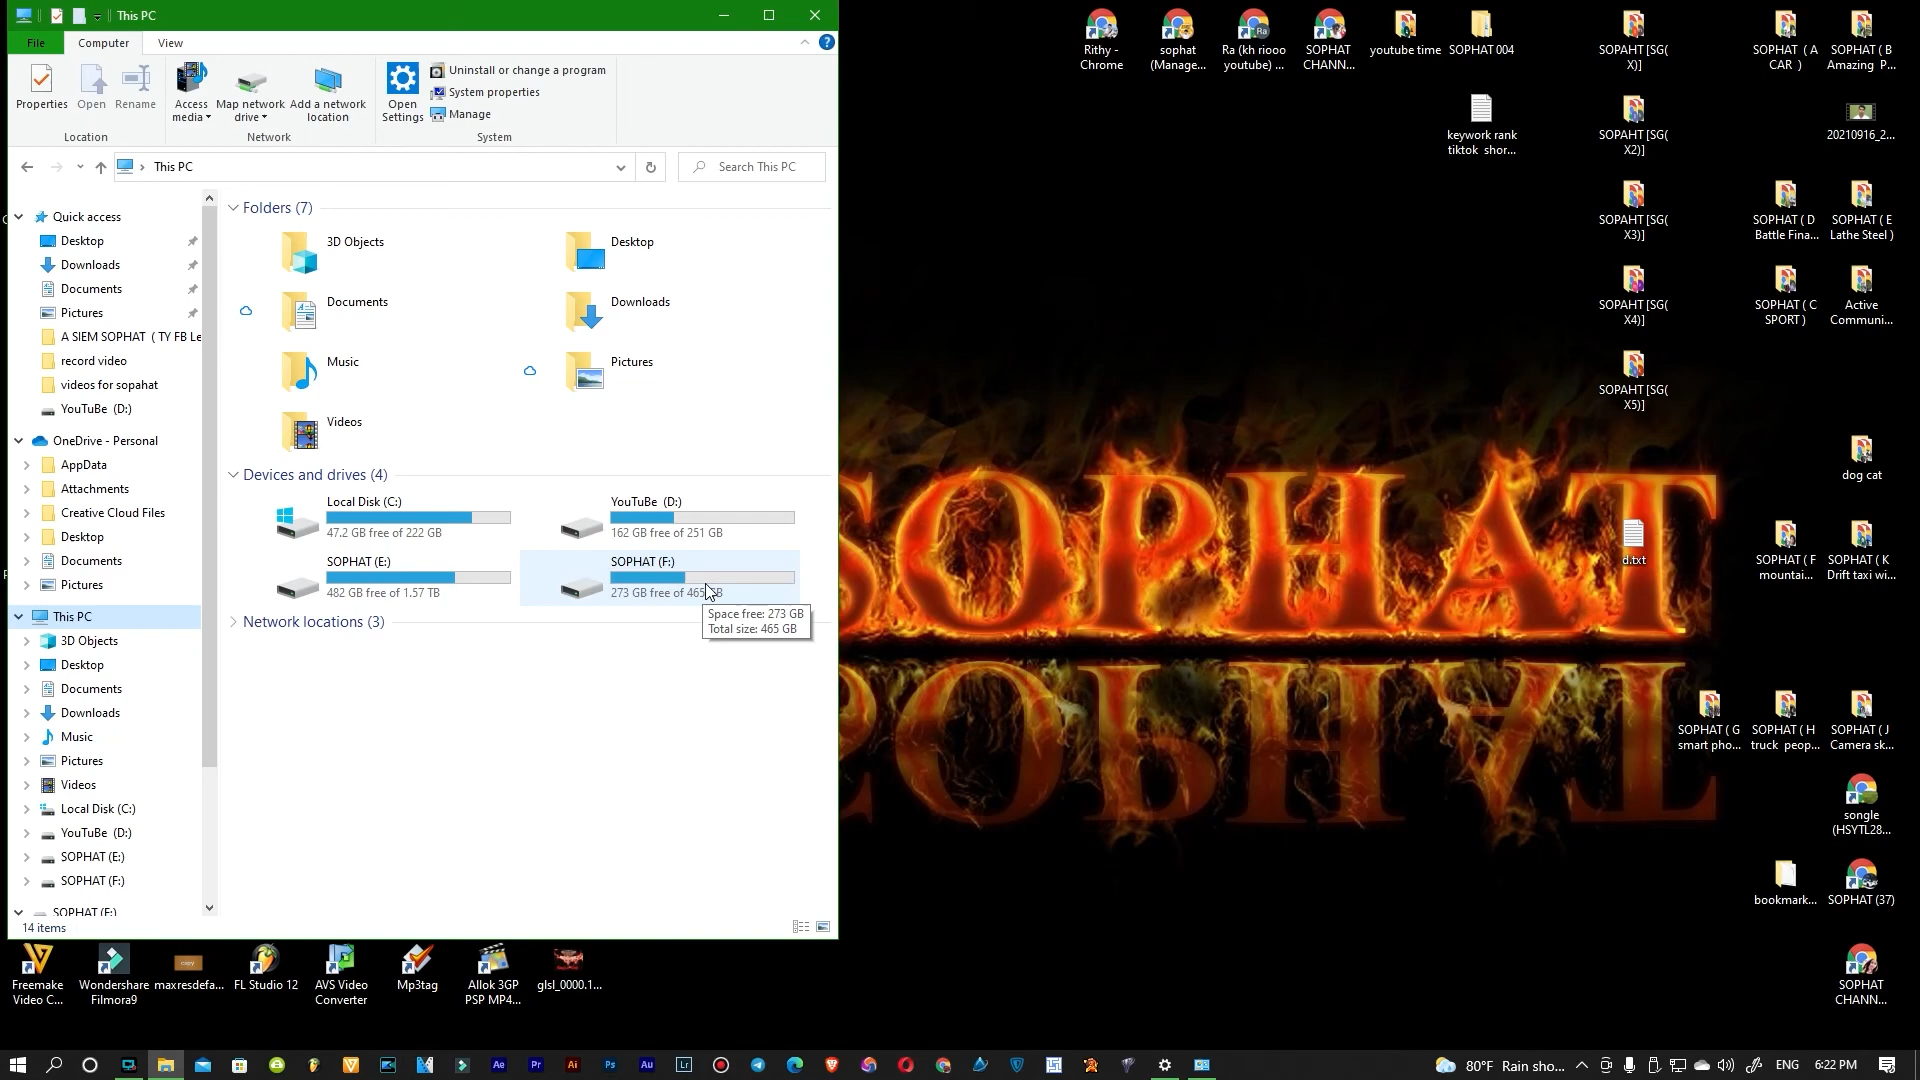 This PC
File
Computer
View
Properties
Open
Rename
Access media
Map network drive
Add a network location
Open Settings
Uninstall or change a program
System properties
Manage
Location
Network
System
This PC
Search This PC
Quick access
Desktop
Downloads
Documents
Pictures
A SIEM SOPHAT ( TY FB Le
record video
videos for sopahat
YouTuBe (D:)
OneDrive - Personal
AppData
Attachments
Creative Cloud Files
Desktop
Documents
Pictures
This PC
3D Objects
Desktop
Documents
Downloads
Music
Pictures
Videos
Local Disk (C:)
YouTuBe (D:)
SOPHAT (E:)
SOPHAT (F:)
SOPHAT (F:)
14 items
Folders (7)
3D Objects
Desktop
Documents
Downloads
Music
Pictures
Videos
Devices and drives (4)
Local Disk (C:)
47.2 GB free of 222 GB
YouTuBe (D:)
162 GB free of 251 GB
SOPHAT (E:)
482 GB free of 1.57 TB
SOPHAT (F:)
273 GB free of 465 GB
Space free: 273 GB
Total size: 465 GB
Network locations (3)
Rithy - Chrome
sophat (Manage...
Ra (kh riooo youtube) ...
SOPHAT CHANN...
youtube time
SOPHAT 004
SOPAHT [SG( X)]
SOPHAT ( A CAR )
SOPHAT ( B Amazing P...
keywork rank tiktok shor...
SOPAHT [SG( X2)]
20210916_2...
SOPAHT [SG( X3)]
SOPHAT ( D Battle Fina...
SOPHAT ( E Lathe Steel )
SOPAHT [SG( X4)]
SOPHAT ( C SPORT )
Active Communi...
SOPAHT [SG( X5)]
dog cat
SOPHAT
d.txt
SOPHAT ( F mountai...
SOPHAT ( K Drift taxi wi...
SOPHAT ( G smart pho...
SOPHAT ( H truck peop...
SOPHAT ( J Camera sk...
songle (HSYTL28...
bookmark...
SOPHAT (37)
SOPHAT CHANN...
Freemake Video C...
Wondershare Filmora9
maxresdefa...
FL Studio 12
AVS Video Converter
Mp3tag
Allok 3GP PSP MP4...
glsl_0000.1...
Ae
Pr
Ai
Ps
Au
Lr
80°F Rain sho...
ENG
6:22 PM